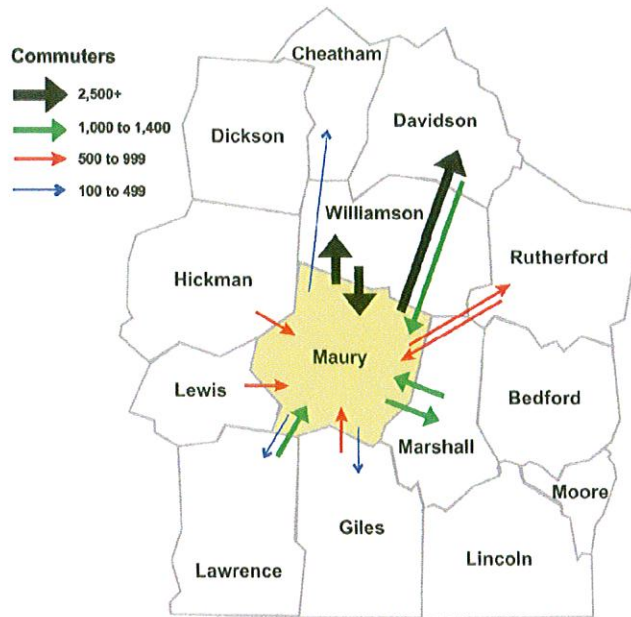 Commuters
2,500+
1,000 to 1,400
500 to 999
100 to 499
Cheatham
Dickson
Davidson
Williamson
Rutherford
Hickman
Maury
Lewis
Bedford
Marshall
Moore
Giles
Lincoln
Lawrence